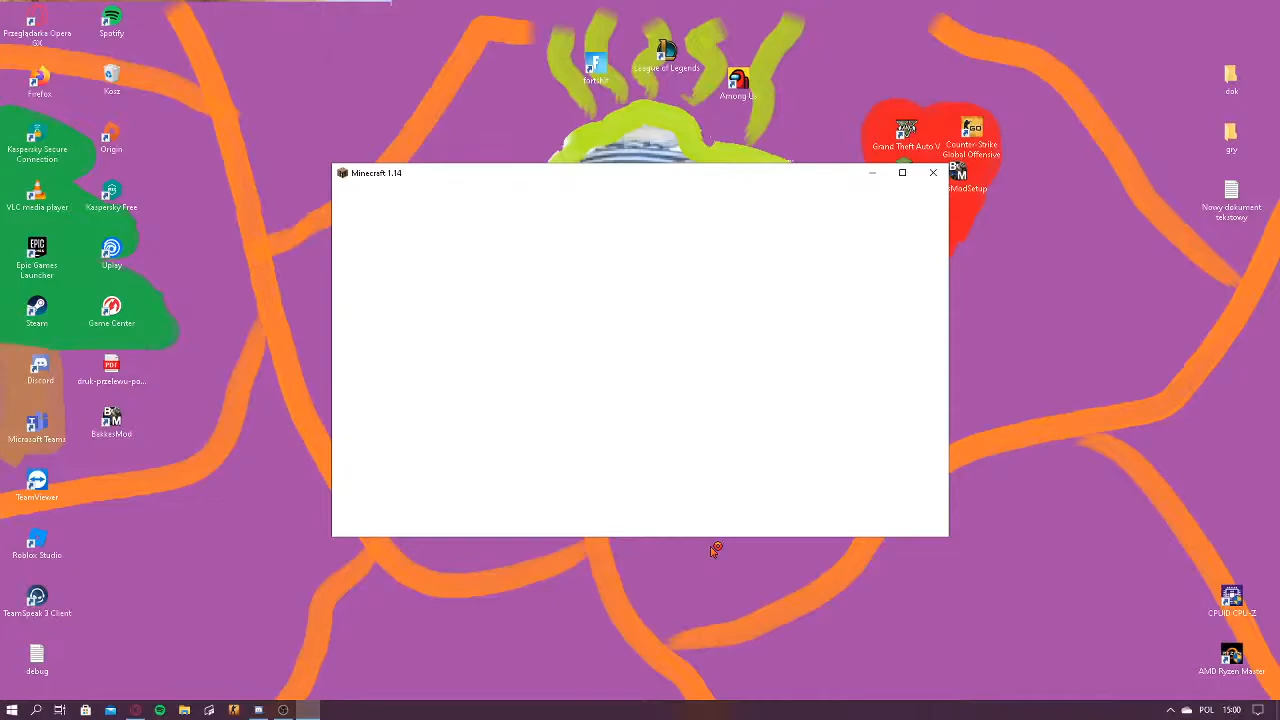 Przeglądarka Opera
GX
Spotify
Firefox
Kosz
Kaspersky Secure
Connection
Origin
VLC media player
Kaspersky Free
Epic Games
Launcher
Uplay
Steam
Game Center
Discord
PDF
druk-przelewu-po...
Microsoft Teams
BakkesMod
TeamViewer
Roblox Studio
TeamSpeak 3 Client
debug
fortshit
League of Legends
Among Us
Grand Theft Auto V
Counter-Strike
Global Offensive
sModSetup
Minecraft 1.14
dok
gry
Nowy dokument
tekstowy
CPUID CPU-Z
AMD Ryzen Master
POL
15:00